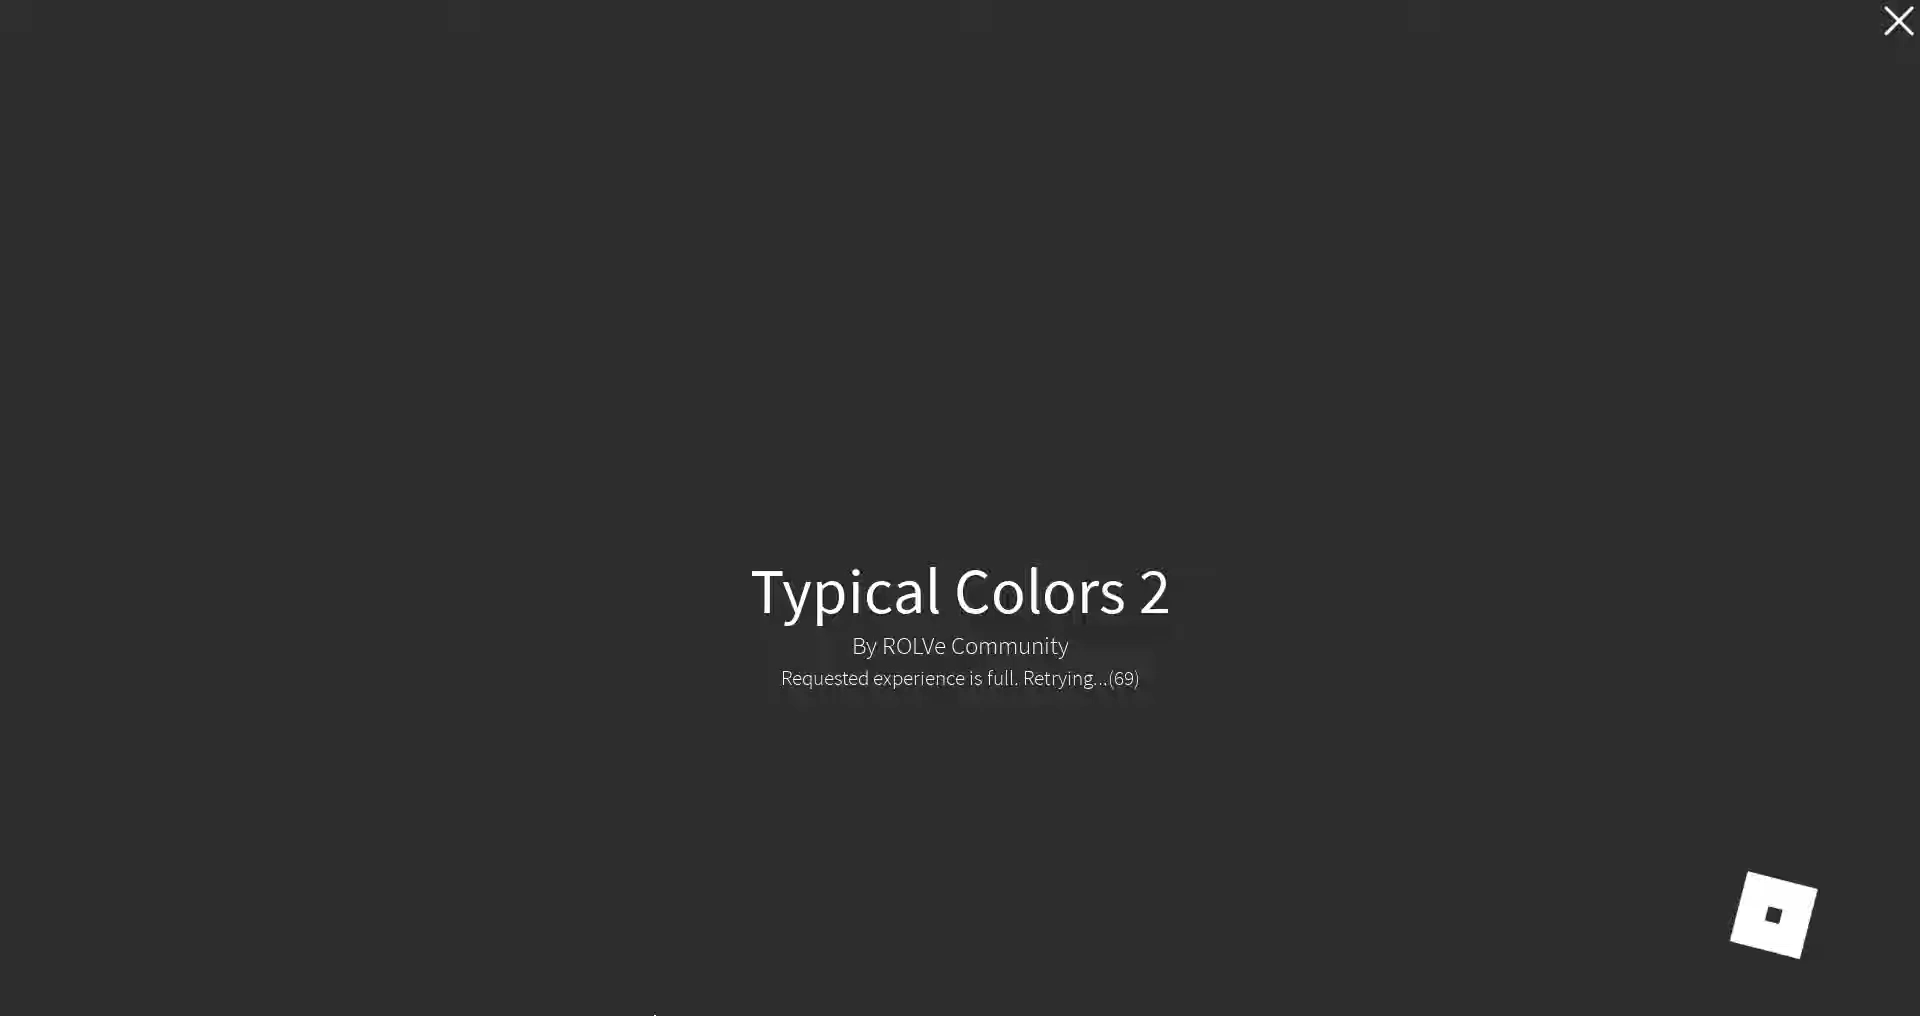 Typical Colors 2
By ROLVe Community
Requested experience is full. Retrying...(69)